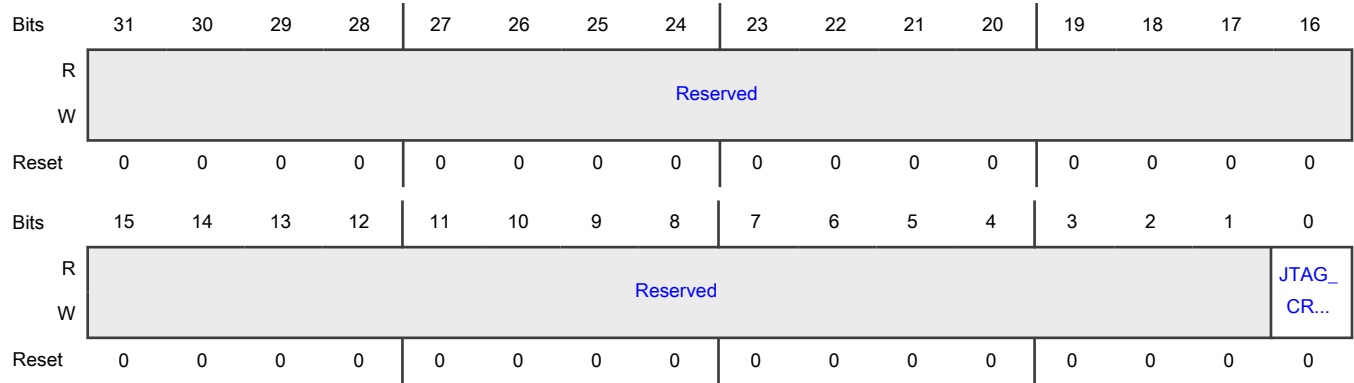 Bits 31 30 29 28 27 26 25 24 23 22 21 20 19 18 17 16
R
Reserved
W
Reset 0 0 0 0 0 0 0 0 0 0 0 0 0 0 0 0
Bits 15 14 13 12 11 10 9 8 7 6 5 4 3 2 1 0
R JTAG_
Reserved
W CR...
Reset 0 0 0 0 0 0 0 0 0 0 0 0 0 0 0 0